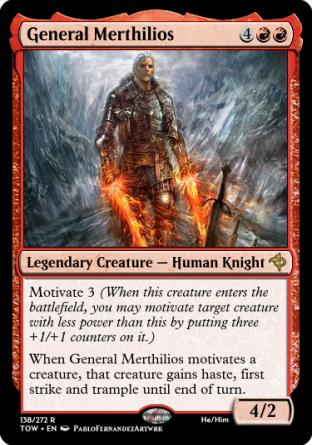 General Merthilios 4
Legendary Creature — Human Knight
Motivate 3 (When this creature enters the
battlefield, you may motivate target creature
with less power than this by putting three
+1/+1 counters on it.)
When General Merthilios motivates a
creature, that creature gains haste, first
strike and trample until end of turn.
4/2
138/272 R He/Him
TOW • EN PabloFernandezArtwrk